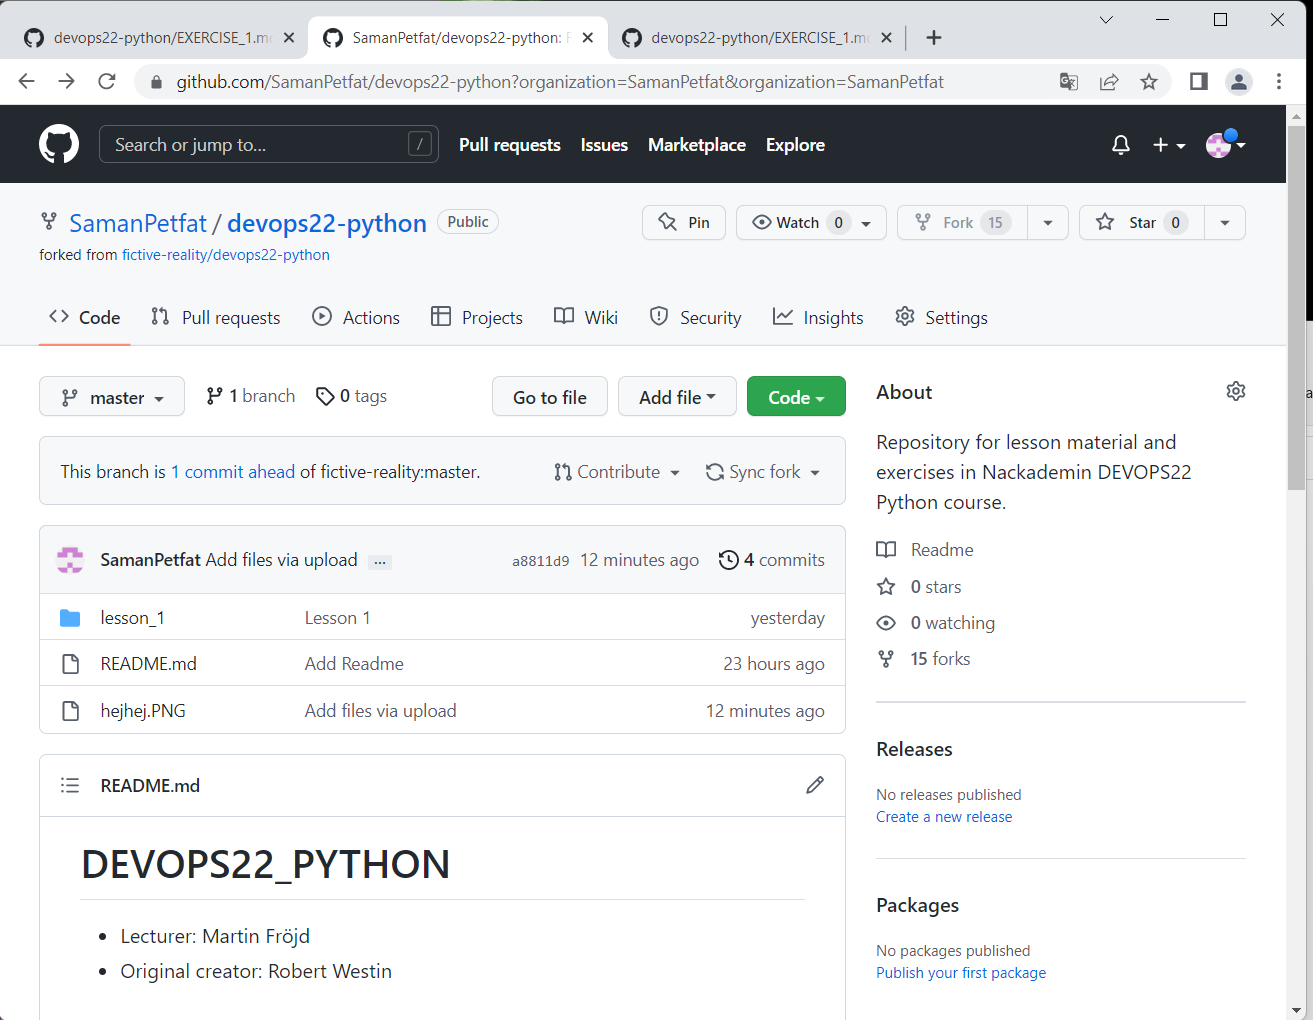 devops22-python/EXERCISE_1.m
SamanPetfat/devops22-python:
devops22-python/EXERCISE_1.m
github.com/SamanPetfat/devops22-python?organization=SamanPetfat&organization=SamanPetfat
Search or jump to... / Pull requests Issues Marketplace Explore
SamanPetfat / devops22-python Public Pin Watch 0 Fork 15 Star 0
forked from fictive-reality/devops22-python
Code Pull requests Actions Projects Wiki Security Insights Settings
master 1 branch 0 tags Go to file Add file Code
This branch is 1 commit ahead of fictive-reality:master. Contribute Sync fork
SamanPetfat Add files via upload ... a8811d9 12 minutes ago 4 commits
lesson_1 Lesson 1 yesterday
README.md Add Readme 23 hours ago
hejhej.PNG Add files via upload 12 minutes ago
README.md
DEVOPS22_PYTHON
• Lecturer: Martin Fröjd
• Original creator: Robert Westin
About
Repository for lesson material and
exercises in Nackademin DEVOPS22
Python course.
Readme
0 stars
0 watching
15 forks
Releases
No releases published
Create a new release
Packages
No packages published
Publish your first package